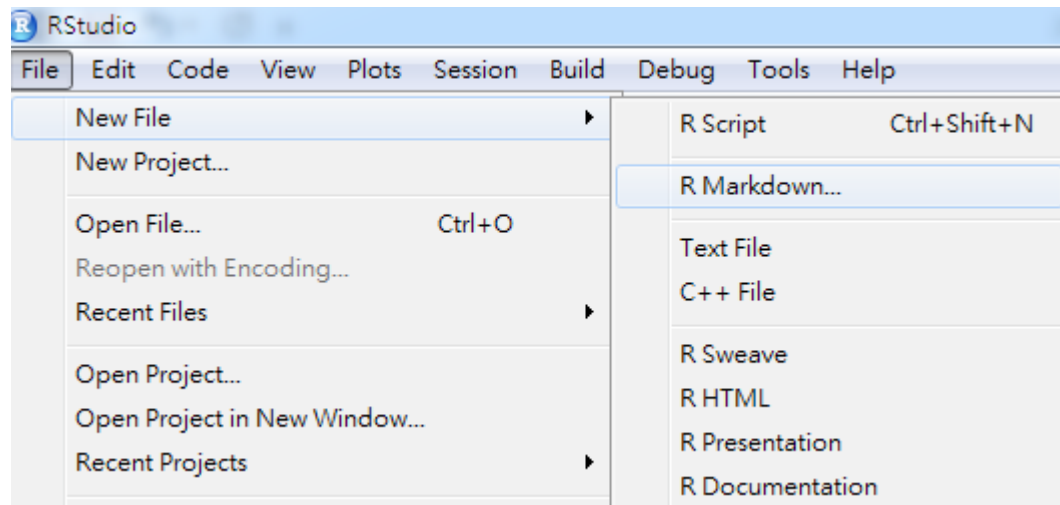 RStudio
File Edit Code View Plots Session Build Debug Tools Help
New File
New Project...
Open File... Ctrl+O
Reopen with Encoding...
Recent Files
Open Project...
Open Project in New Window...
Recent Projects
R Script Ctrl+Shift+N
R Markdown...
Text File
C++ File
R Sweave
R HTML
R Presentation
R Documentation